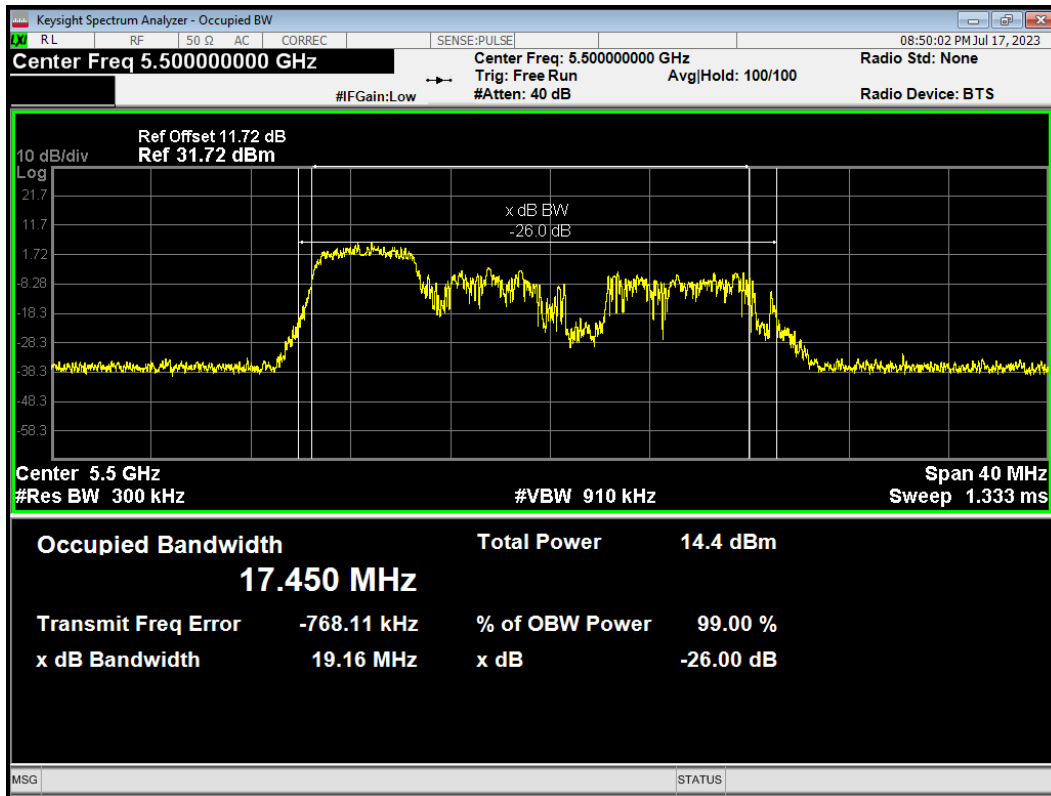 Keysight Spectrum Analyzer - Occupied BW
LXI RL RF 50 Ω AC CORREC SENSE:PULSE 08:50:02 PM Jul 17, 2023
Center Freq 5.500000000 GHz
Center Freq: 5.500000000 GHz
Radio Std: None
Trig: Free Run Avg|Hold: 100/100
#IFGain:Low
#Atten: 40 dB
Radio Device: BTS
Ref Offset 11.72 dB
10 dB/div Ref 31.72 dBm
Log
21.7
x dB BW
11.7
-26.0 dB
1.72
-8.28
-18.3
-28.3
-38.3
-48.3
-58.3
Center 5.5 GHz Span 40 MHz
#Res BW 300 kHz #VBW 910 kHz Sweep 1.333 ms
Occupied Bandwidth Total Power 14.4 dBm
17.450 MHz
Transmit Freq Error -768.11 kHz % of OBW Power 99.00 %
x dB Bandwidth 19.16 MHz x dB -26.00 dB
MSG STATUS